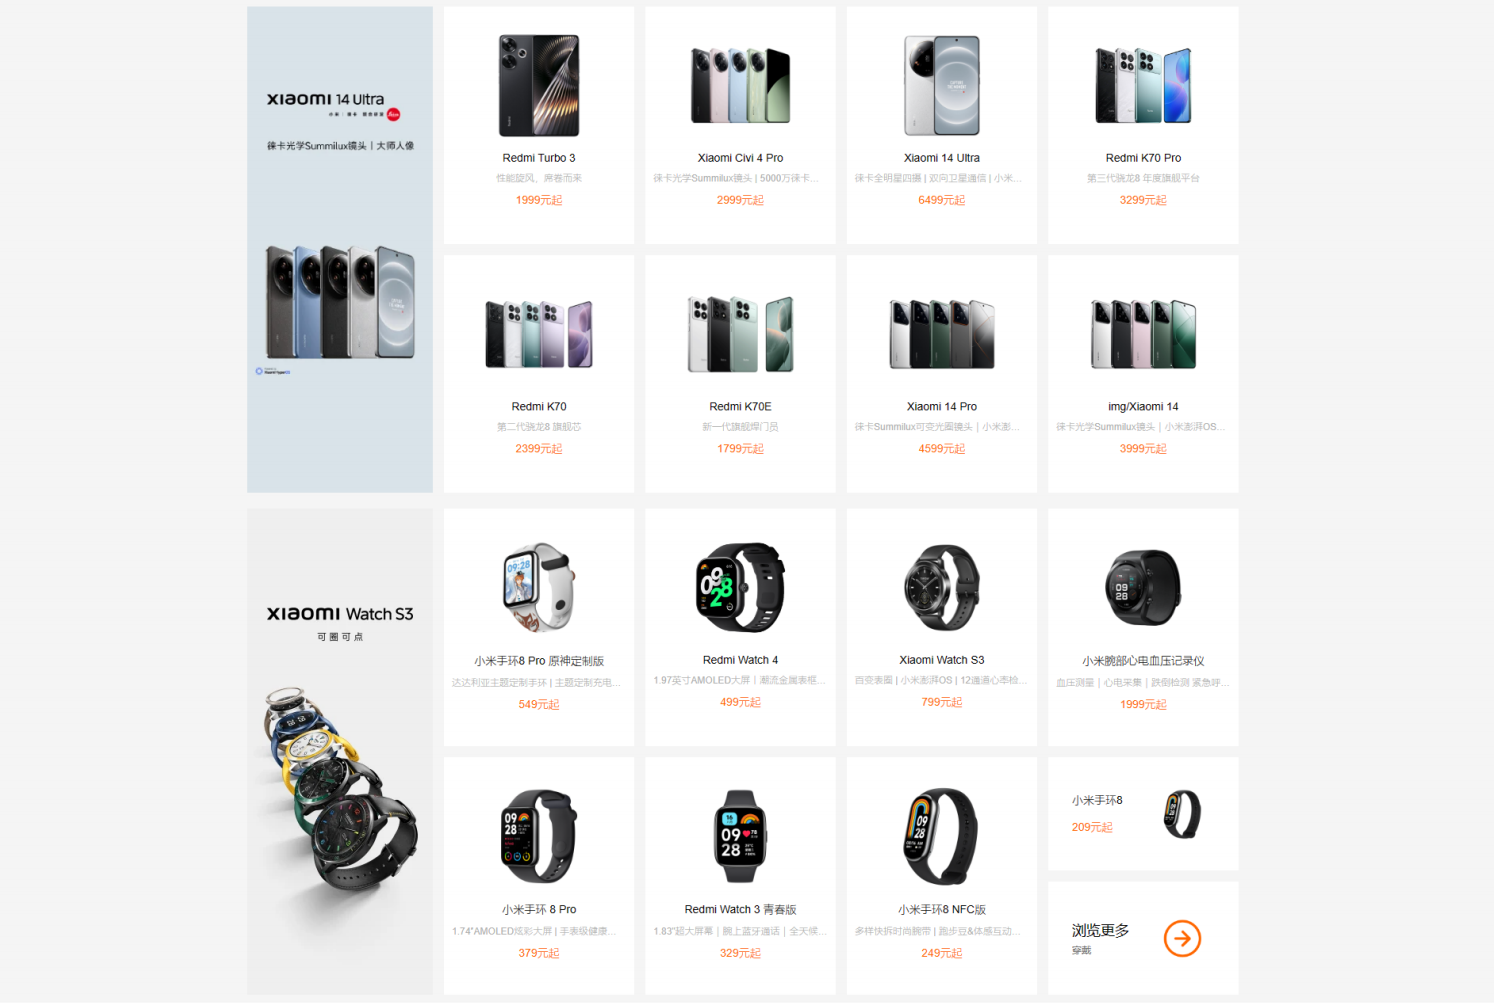 xiaomi 14 Ultra
徕卡光学Summilux镜头｜大师人像
Redmi Turbo 3
性能旋风，席卷而来
1999元起
Xiaomi Civi 4 Pro
徕卡光学Summilux镜头 | 5000万徕卡...
2999元起
Xiaomi 14 Ultra
徕卡全明星四摄 | 双向卫星通信 | 小米...
6499元起
Redmi K70 Pro
第三代骁龙8 年度旗舰平台
3299元起
Redmi K70
第二代骁龙8 旗舰芯
2399元起
Redmi K70E
新一代旗舰焊门员
1799元起
Xiaomi 14 Pro
徕卡Summilux可变光圈镜头｜小米澎...
4599元起
img/Xiaomi 14
徕卡光学Summilux镜头｜小米澎湃OS...
3999元起
xiaomi Watch S3
可圈可点
小米手环8 Pro 原神定制版
达达利亚主题定制手环 | 主题定制充电...
549元起
Redmi Watch 4
1.97英寸AMOLED大屏｜潮流金属表框...
499元起
Xiaomi Watch S3
百变表圈 | 小米澎湃OS | 12通道心率检...
799元起
小米腕部心电血压记录仪
血压测量｜心电采集｜跌倒检测 紧急呼...
1999元起
小米手环 8 Pro
1.74"AMOLED炫彩大屏 | 手表级健康...
379元起
Redmi Watch 3 青春版
1.83"超大屏幕｜腕上蓝牙通话｜全天候...
329元起
小米手环8 NFC版
多样快拆时尚腕带 | 跑步豆&体感互动...
249元起
小米手环8
209元起
浏览更多
穿戴